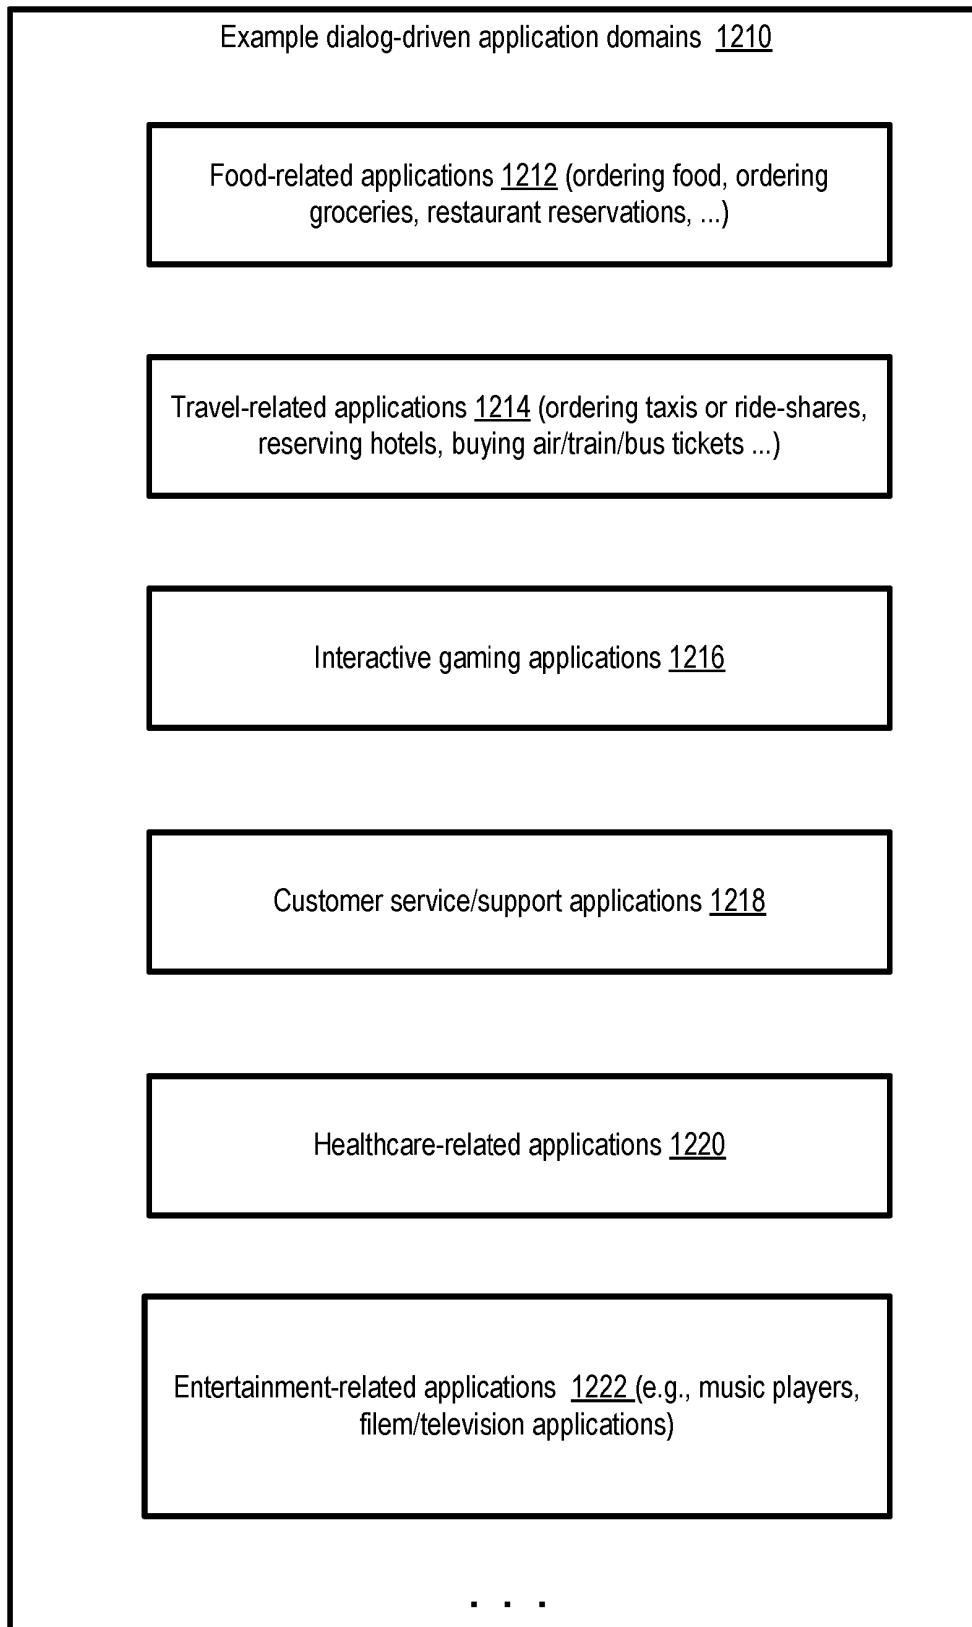 Example dialog-driven application domains 1210
Food-related applications 1212 (ordering food, ordering
groceries, restaurant reservations, ...)
Travel-related applications 1214 (ordering taxis or ride-shares,
reserving hotels, buying air/train/bus tickets ...)
Interactive gaming applications 1216
Customer service/support applications 1218
Healthcare-related applications 1220
Entertainment-related applications 1222 (e.g., music players,
filem/television applications)
. . .